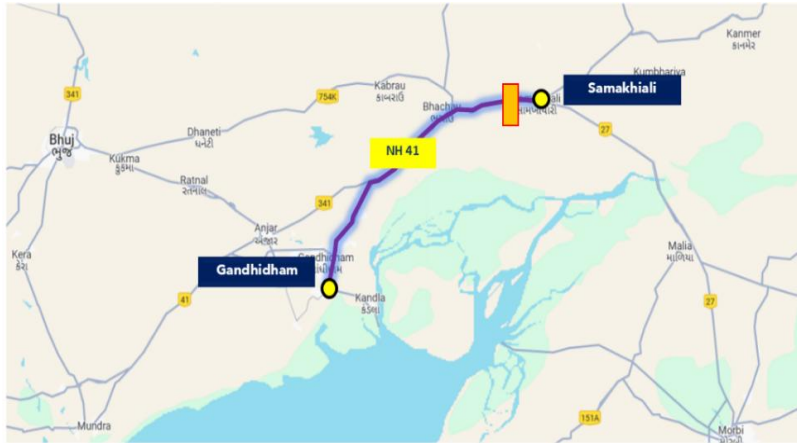 Kanmer
કાનમેર
Kumbhariya
Samakhiali
Kabrau
કાબરાઉ
341
754K
Bhachau
27
Bhuj
ભુજ
Dhaneti
ધનેટી
NH 41
Kukma
કુકમા
Ratnal
રતનાલ
341
Anjar
અંજાર
Kera
કેરા
Gandhidham
Malia
માળિયા
Kandla
કંડલા
41
27
Mundra
151A
Morbi
મોરબી